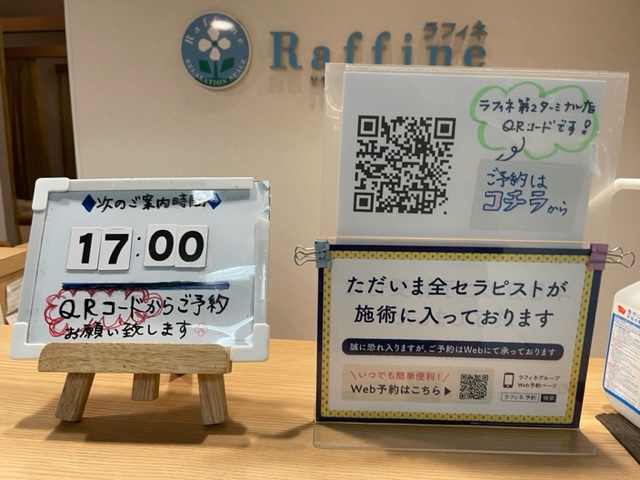 Raffine
RELAXATION SPACE
ラフィネ
Raffine
次のご案内時間
17:00
QRコードからご予約
お願い致します
ラフィネ第2ターミナル店
QRコードです!
ご予約は
コチラから
ただいま全セラピストが
施術に入っております
誠に恐れ入りますが、ご予約はWebにて承っております
\いつでも簡単便利!/
Web予約はこちら▶
ラフィネグループ
Web予約ページ
ラフィネ 予約 検索